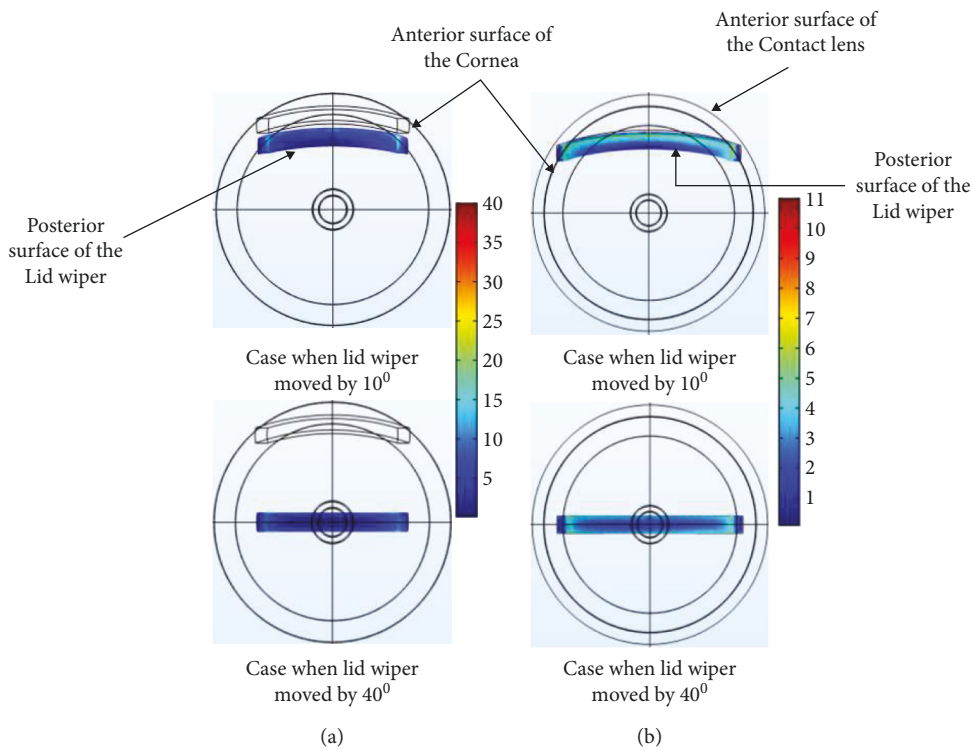 Anterior surface of
the Cornea
Anterior surface of
the Contact lens
Posterior
surface of the
Lid wiper
Posterior
surface of the
Lid wiper
40
35
30
25
20
15
10
5
11
10
9
8
7
6
5
4
3
2
1
Case when lid wiper
moved by 10⁰
Case when lid wiper
moved by 10⁰
Case when lid wiper
moved by 40⁰
Case when lid wiper
moved by 40⁰
(a)
(b)